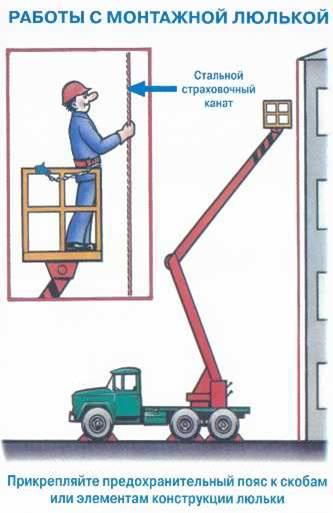 РАБОТЫ С МОНТАЖНОЙ ЛЮЛЬКОЙ
Стальной
страховочный
канат
Прикрепляйте предохранительный пояс к скобам
или элементам конструкции люльки